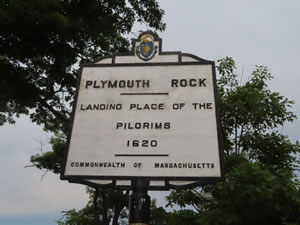 PLYMOUTH ROCK
LANDING PLACE OF THE
PILGRIMS
1620
COMMONWEALTH OF MASSACHUSETTS